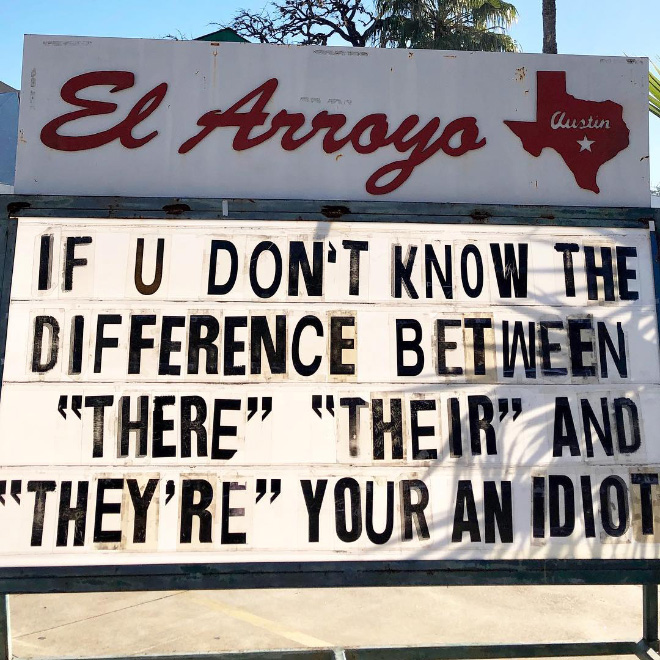 El Arroyo
Austin
IF U DON'T KNOW THE
DIFFERENCE BETWEEN
"THERE" "THEIR" AND
"THEY'RE" YOUR AN IDIOT